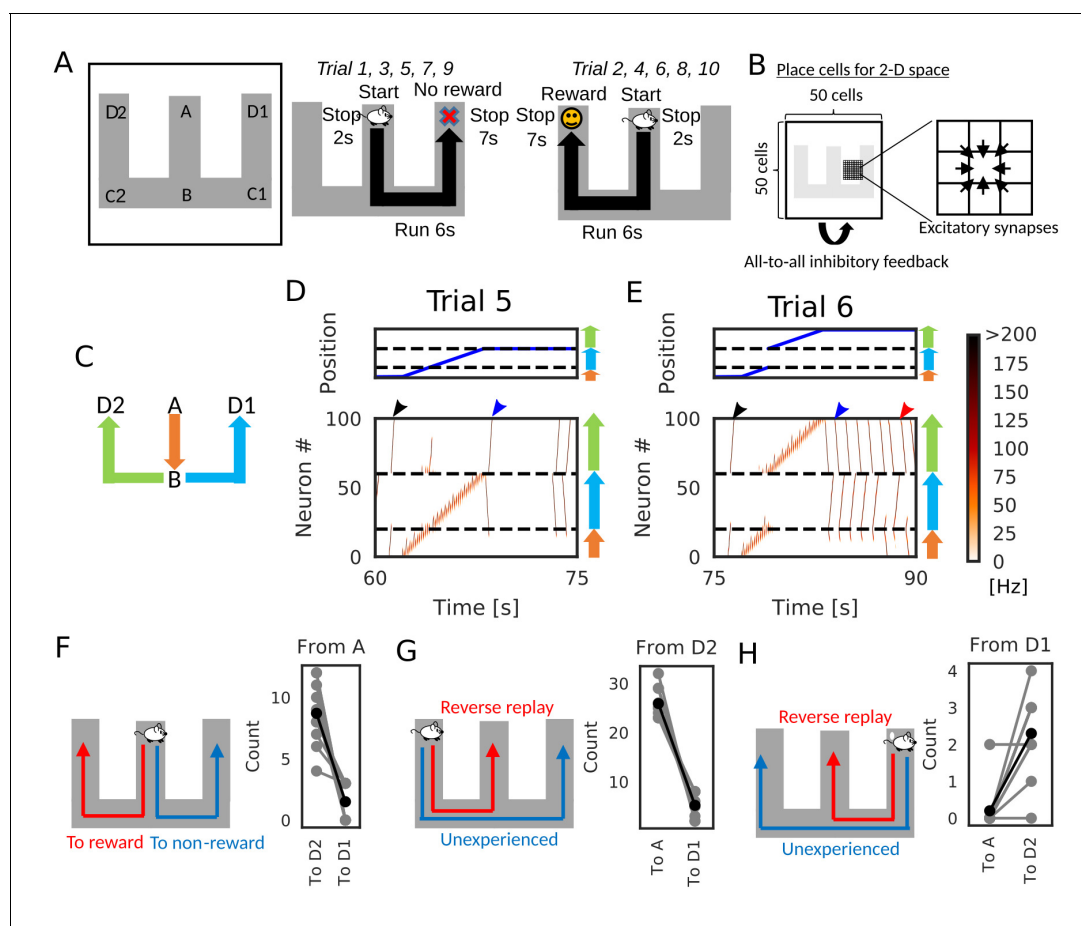 A
D2
A
D1
C2
B
C1
Trial 1, 3, 5, 7, 9
Start
No reward
Stop
2s
Stop
7s
Run 6s
Trial 2, 4, 6, 8, 10
Reward
Start
Stop
7s
Stop
2s
Run 6s
B
Place cells for 2-D space
50 cells
50 cells
Excitatory synapses
All-to-all inhibitory feedback
C
D2
A
D1
B
D
Trial 5
Position
Neuron #
100
50
0
60
75
Time [s]
E
Trial 6
Position
Neuron #
100
50
0
75
90
Time [s]
>200
175
150
125
100
75
50
25
0
[Hz]
F
To reward
To non-reward
From A
Count
10
5
0
To D2
To D1
G
Reverse replay
Unexperienced
From D2
Count
30
20
10
To A
To D1
H
Reverse replay
Unexperienced
From D1
Count
4
3
2
1
0
To A
To D2